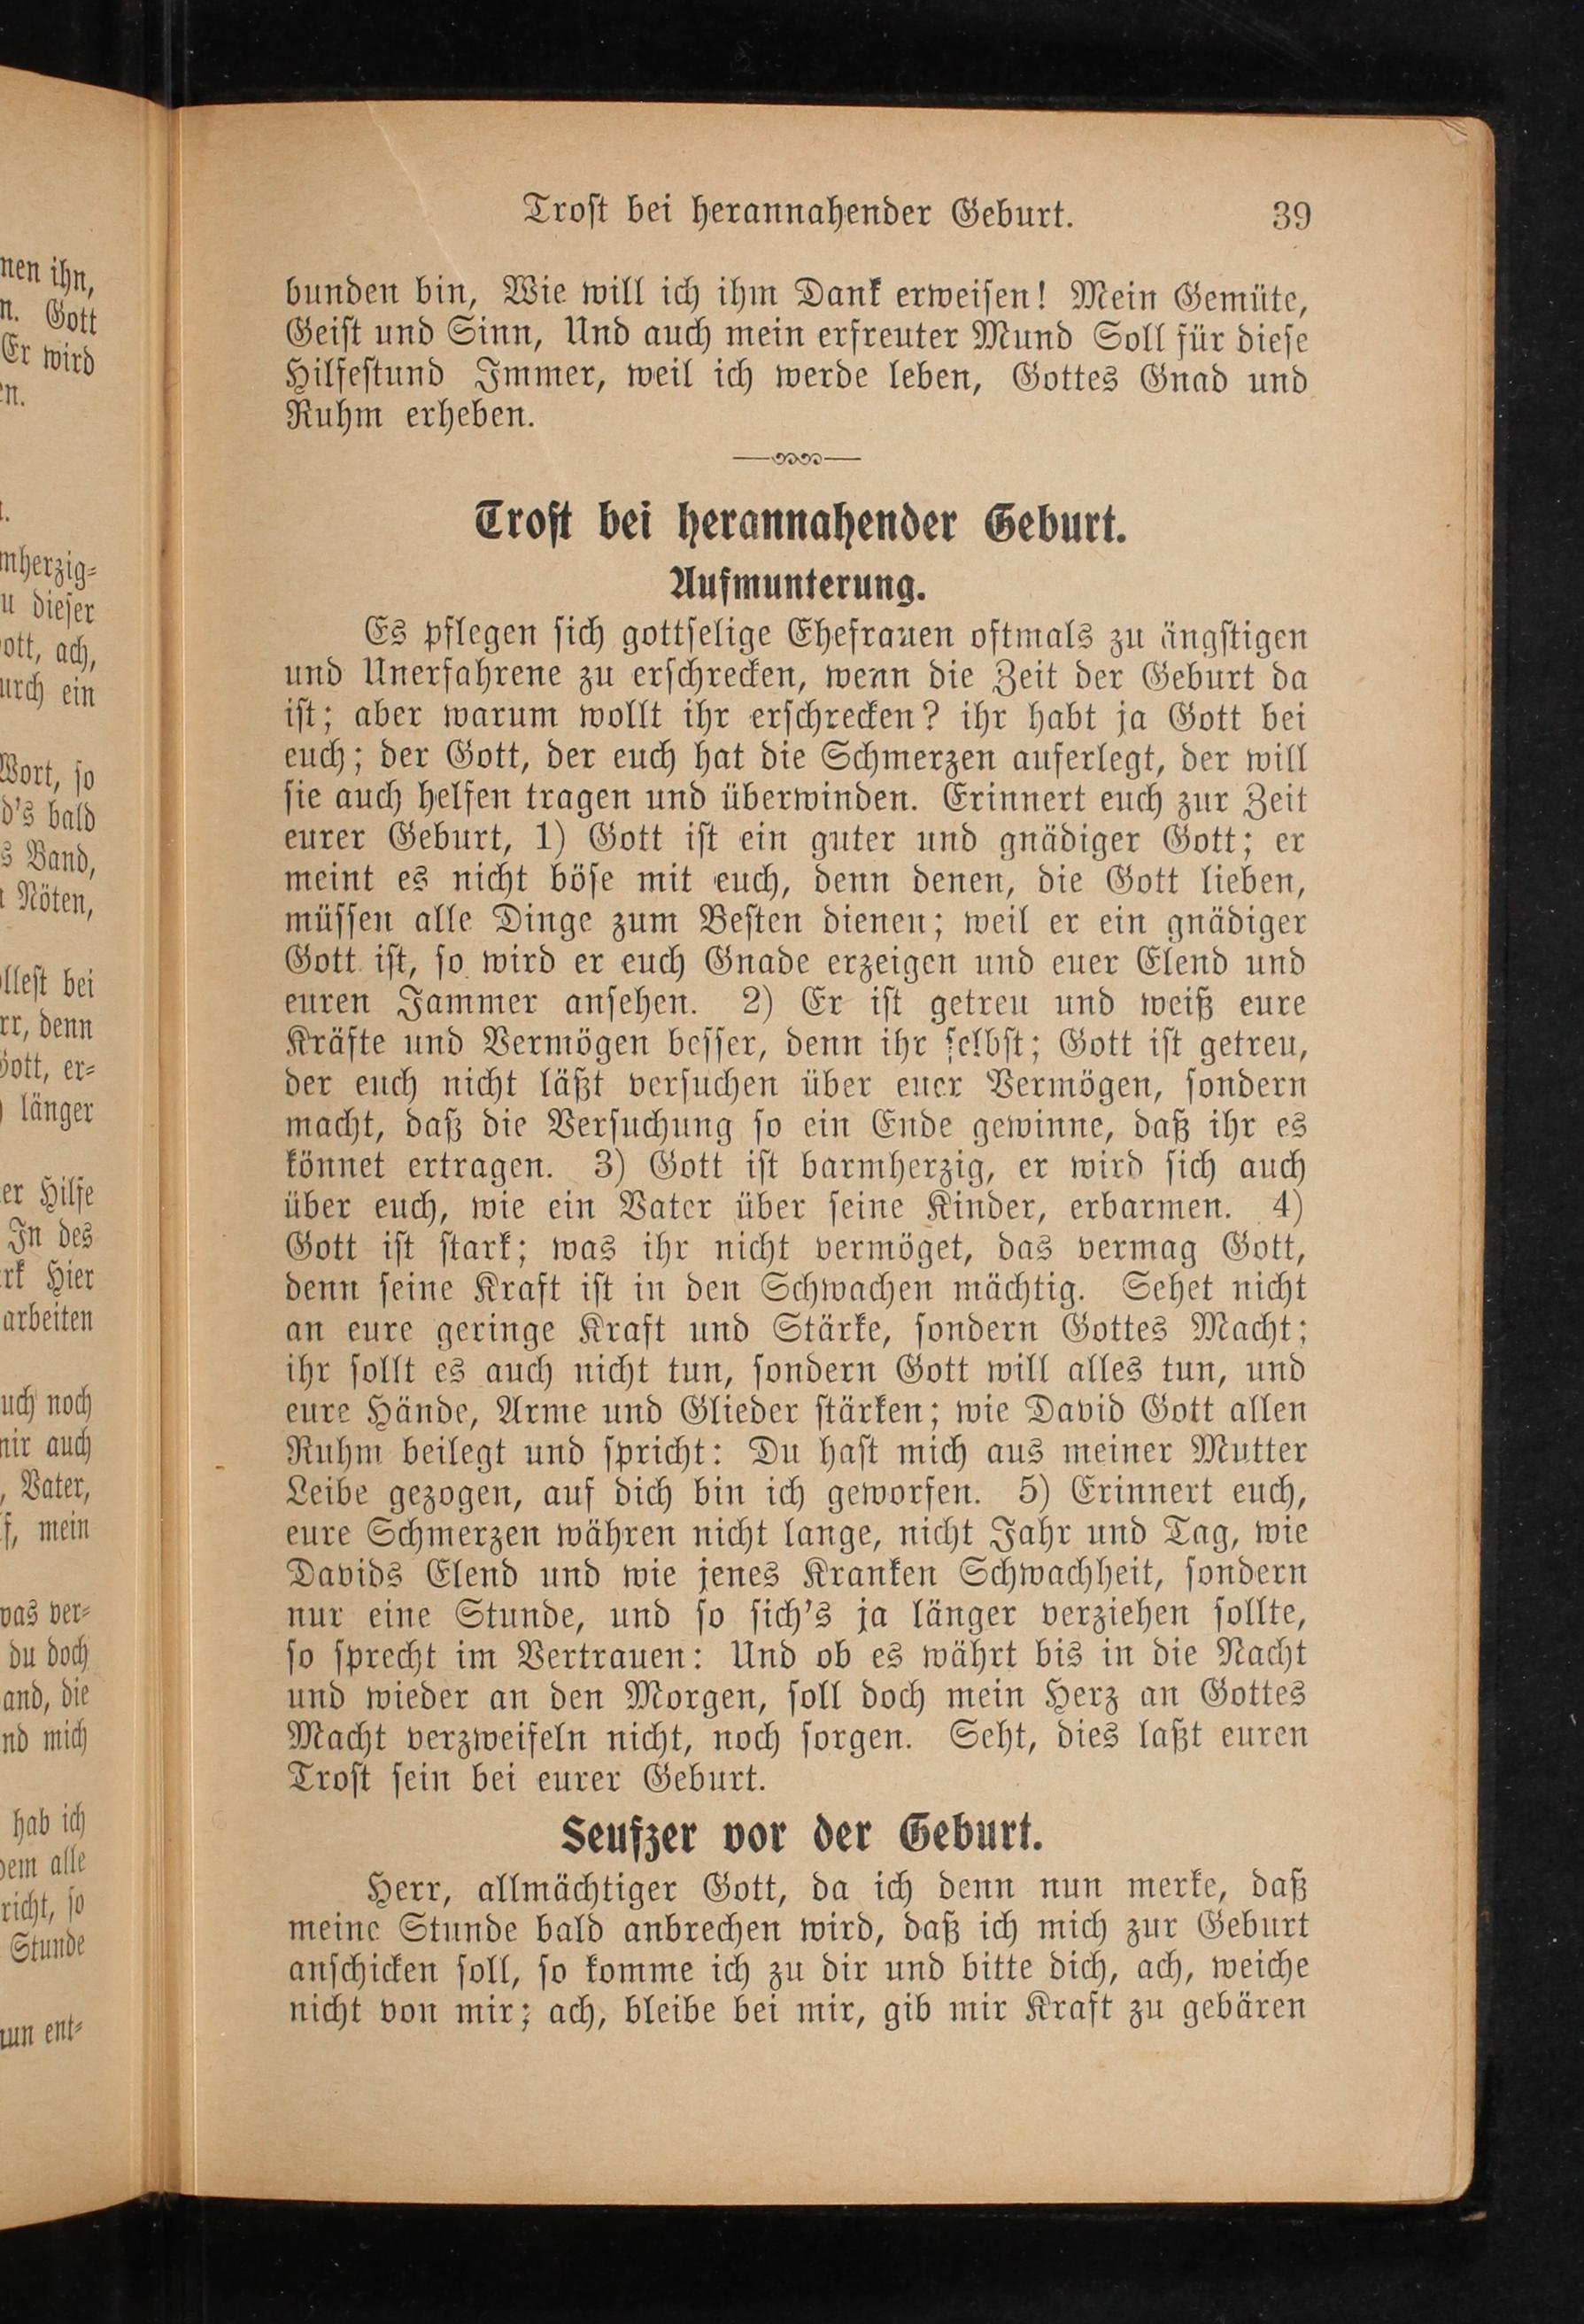 Trost bei herannahender Geburt. 39
bunden bin, Wie will ich ihm Dank erweisen! Mein Gemüte,
Geist und Sinn, Und auch mein erfreuter Mund Soll für diese
Hilfestund Immer, weil ich werde leben, Gottes Gnad und
Ruhm erheben.
Trost bei herannahender Geburt.
Aufmunterung.
Es pflegen sich gottselige Ehefrauen oftmals zu ängstigen
und Unerfahrene zu erschrecken, wenn die Zeit der Geburt da
ist; aber warum wollt ihr erschrecken? ihr habt ja Gott bei
euch; der Gott, der euch hat die Schmerzen auferlegt, der will
sie auch helfen tragen und überwinden. Erinnert euch zur Zeit
eurer Geburt, 1) Gott ist ein guter und gnädiger Gott; er
meint es nicht böse mit euch, denn denen, die Gott lieben,
müssen alle Dinge zum Besten dienen; weil er ein gnädiger
Gott ist, so wird er euch Gnade erzeigen und euer Elend und
euren Jammer ansehen. 2) Er ist getreu und weiß eure
Kräfte und Vermögen besser, denn ihr selbst; Gott ist getreu,
der euch nicht läßt versuchen über euer Vermögen, sondern
macht, daß die Versuchung so ein Ende gewinne, daß ihr es
könnet ertragen. 3) Gott ist barmherzig, er wird sich auch
über euch, wie ein Vater über seine Kinder, erbarmen. 4)
Gott ist stark; was ihr nicht vermöget, das vermag Gott,
denn seine Kraft ist in den Schwachen mächtig. Sehet nicht
an eure geringe Kraft und Stärke, sondern Gottes Macht;
ihr sollt es auch nicht tun, sondern Gott will alles tun, und
eure Hände, Arme und Glieder stärken; wie David Gott allen
Ruhm beilegt und spricht: Du hast mich aus meiner Mutter
Leibe gezogen, auf dich bin ich geworfen. 5) Erinnert euch,
eure Schmerzen währen nicht lange, nicht Jahr und Tag, wie
Davids Elend und wie jenes Kranken Schwachheit, sondern
nur eine Stunde, und so sich's ja länger verziehen sollte,
so sprecht im Vertrauen: Und ob es währt bis in die Nacht
und wieder an den Morgen, soll doch mein Herz an Gottes
Macht verzweifeln nicht, noch sorgen. Seht, dies laßt euren
Trost sein bei eurer Geburt.
Seufzer vor der Geburt.
Herr, allmächtiger Gott, da ich denn nun merke, daß
meine Stunde bald anbrechen wird, daß ich mich zur Geburt
anschicken soll, so komme ich zu dir und bitte dich, ach, weiche
nicht von mir; ach, bleibe bei mir, gib mir Kraft zu gebären